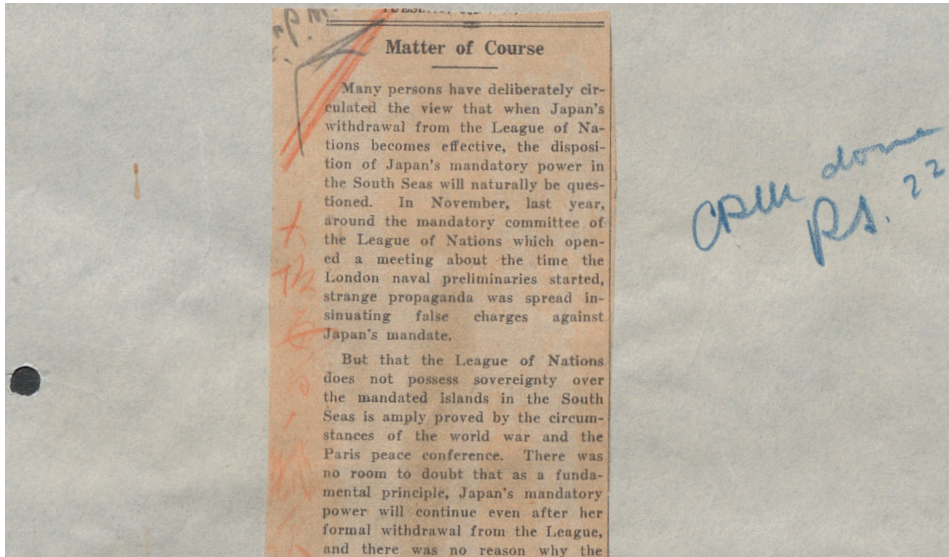 Matter of Course
Many persons have deliberately cir-
culated the view that when Japan's
withdrawal from the League of Na-
tions becomes effective, the disposi-
tion of Japan's mandatory power in
the South Seas will naturally be ques-
tioned. In November, last year,
around the mandatory committee of
the League of Nations which open-
ed a meeting about the time the
London naval preliminaries started,
strange propaganda was spread in-
sinuating false charges against
Japan's mandate.
But that the League of Nations
does not possess sovereignty over
the mandated islands in the South
Seas is amply proved by the circum-
stances of the world war and the
Paris peace conference. There was
no room to doubt that as a funda-
mental principle, Japan's mandatory
power will continue even after her
formal withdrawal from the League,
and there was no reason why the
done
22